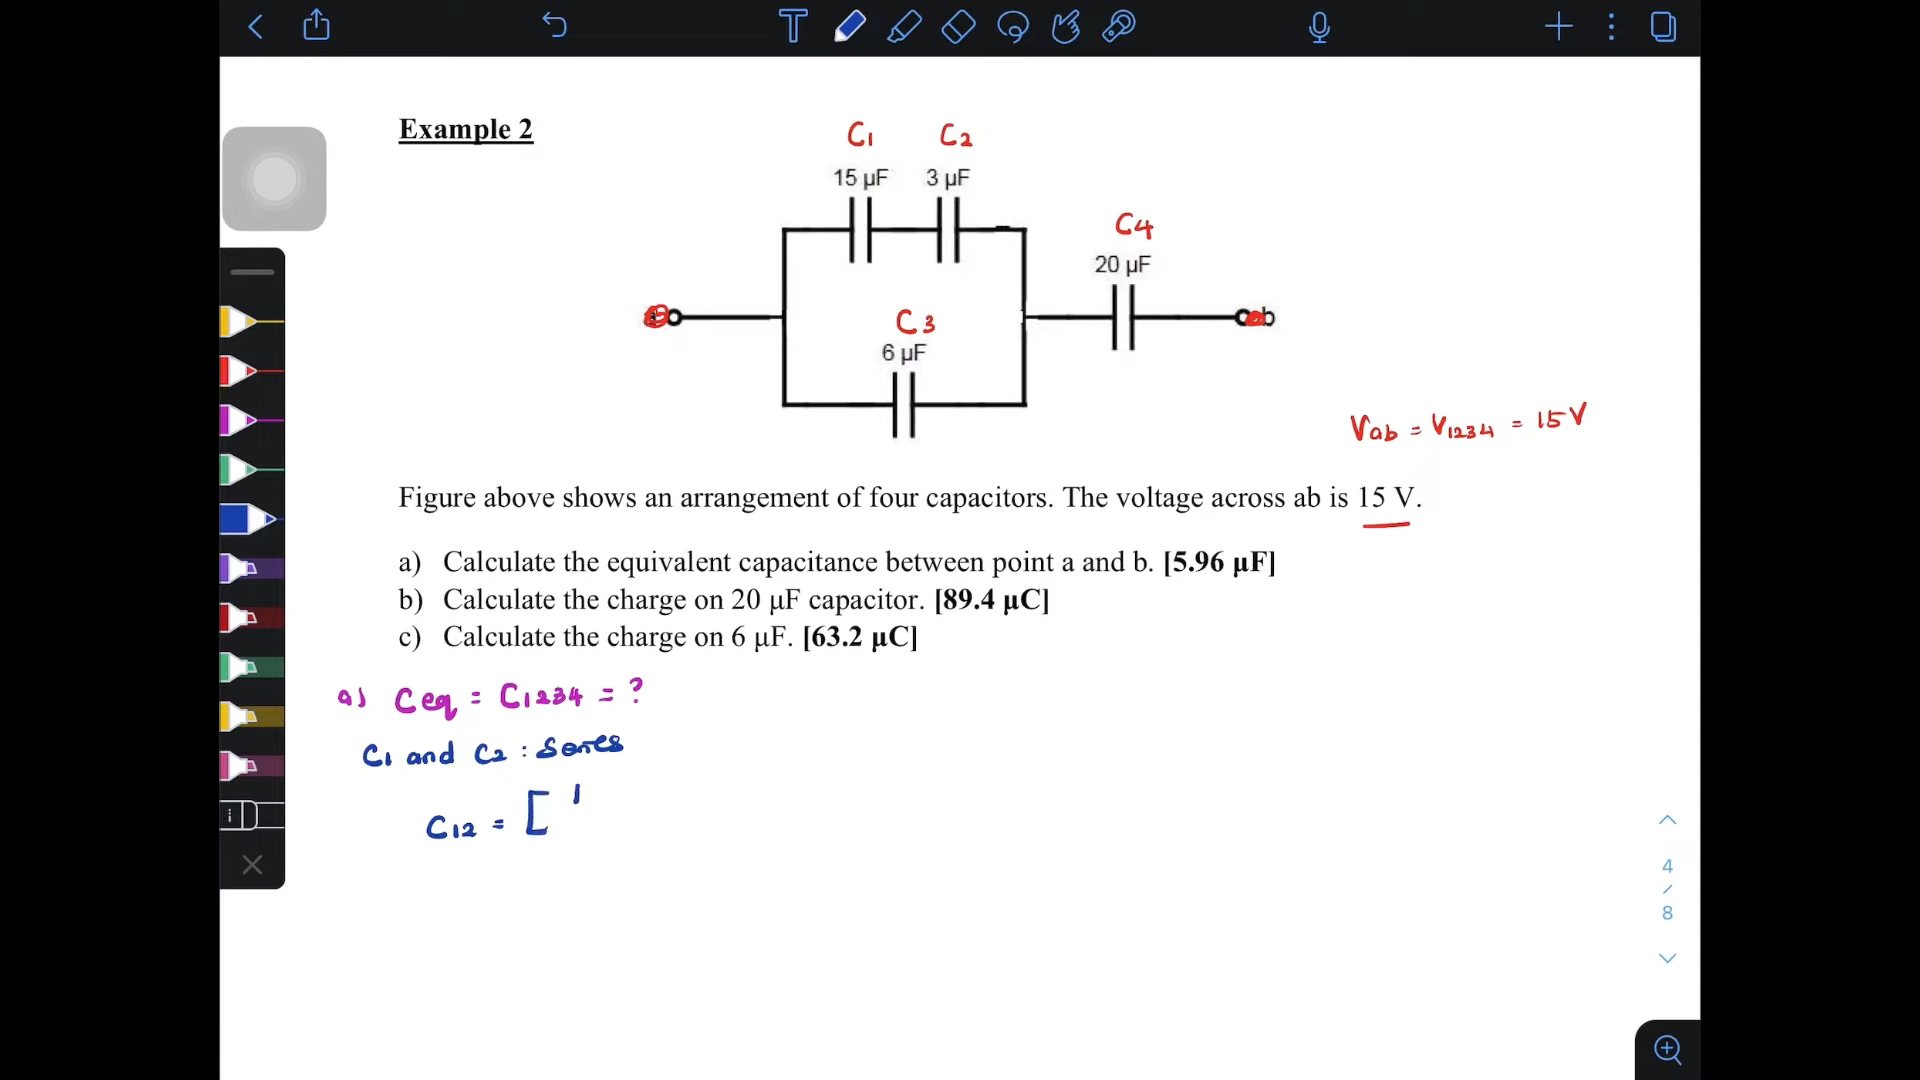 Example 2
C1 C2
15 µF 3 µF
C4
20 µF
C3
b
6 µF
Vab = V1234 = 15V
Figure above shows an arrangement of four capacitors. The voltage across ab is 15 V.
a) Calculate the equivalent capacitance between point a and b. [5.96 µF]
b) Calculate the charge on 20 µF capacitor. [89.4 µC]
c) Calculate the charge on 6 µF. [63.2 µC]
a) Ceq = C1234 = ?
C1 and C2 : Series
C12 = [ 1
4
/
8